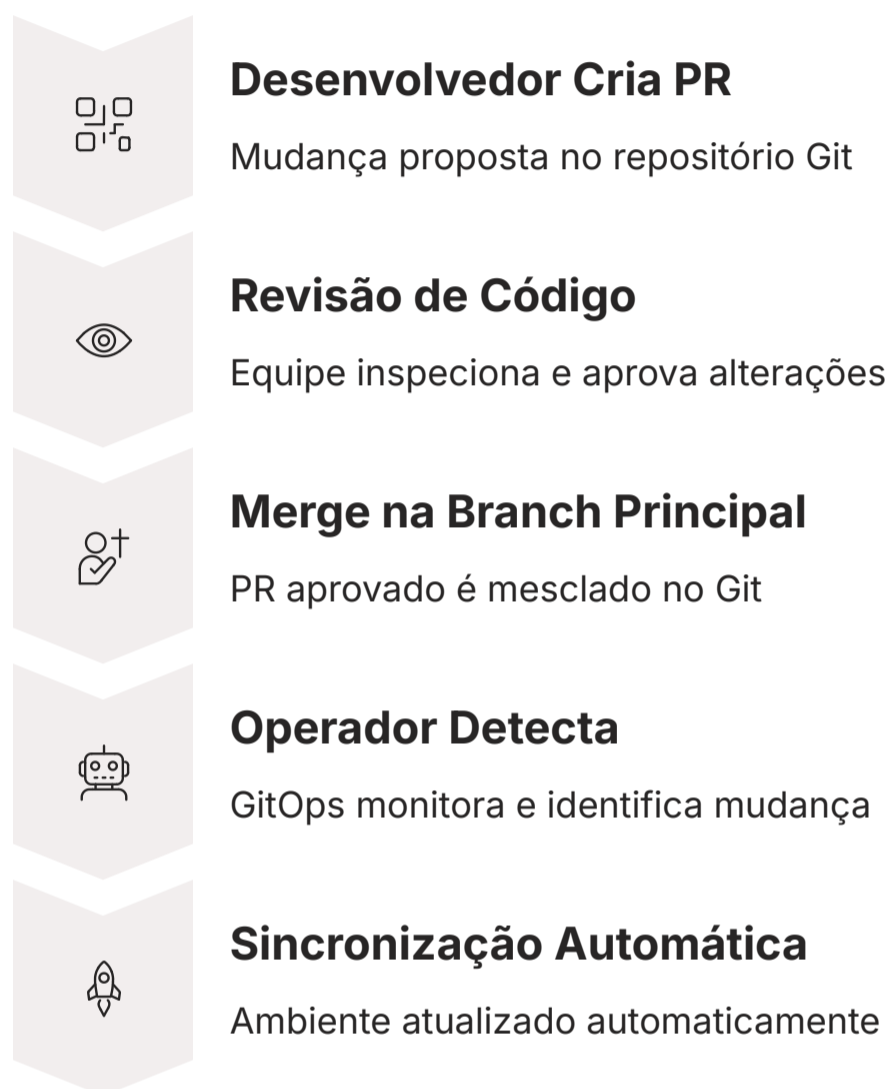 Desenvolvedor Cria PR
Mudança proposta no repositório Git
Revisão de Código
Equipe inspeciona e aprova alterações
Merge na Branch Principal
PR aprovado é mesclado no Git
Operador Detecta
GitOps monitora e identifica mudança
Sincronização Automática
Ambiente atualizado automaticamente